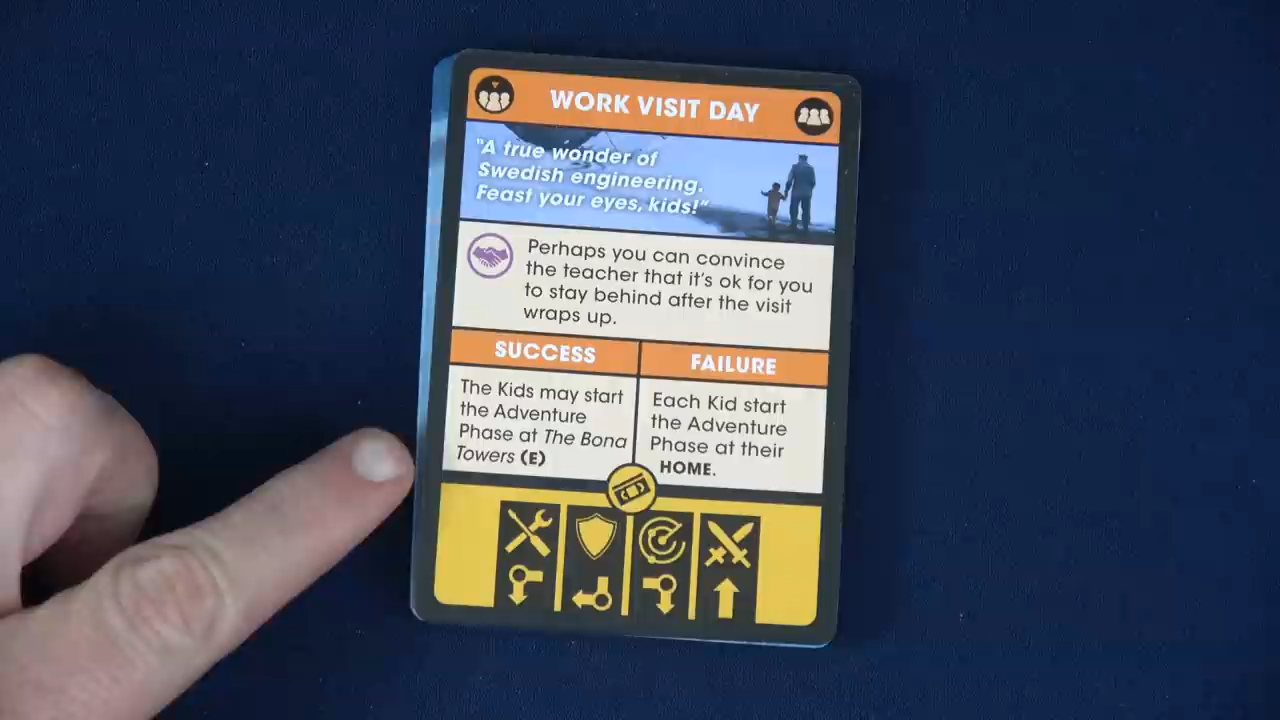 WORK VISIT DAY
"A true wonder of
Swedish engineering.
Feast your eyes, kids!"
Perhaps you can convince
the teacher that it's ok for you
to stay behind after the visit
wraps up.
SUCCESS
The Kids may start
the Adventure
Phase at The Bona
Towers (E)
FAILURE
Each Kid start
the Adventure
Phase at their
HOME.